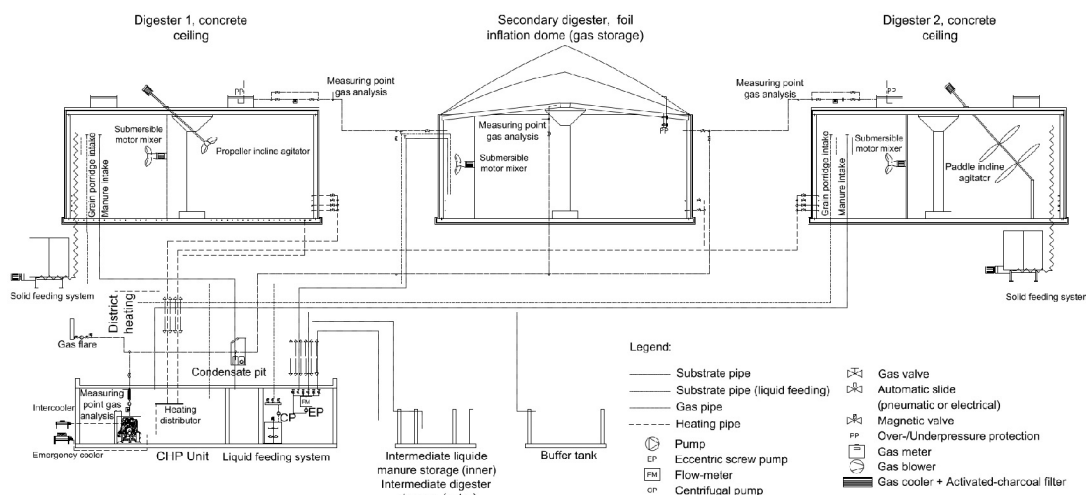 Digester 1, concrete
ceiling
Secondary digester, foil
inflation dome (gas storage)
Digester 2, concrete
ceiling
PP
Measuring point
gas analysis
Measuring point
gas analysis
PP
Submersible
motor mixer
Propeller incline agitator
Grain porridge intake
Manure intake
Measuring point
gas analysis
Submersible
motor mixer
Grain porridge intake
Manure intake
Submersible
motor mixer
Paddle incline
agitator
Solid feeding system
Solid feeding syster
District
heating
Gas flare
Condensate pit
Measuring
point gas
analysis
Intercooler
Emergency cooler
Heating
distributor
CP
FM
EP
CHP Unit
Liquid feeding system
Intermediate liquide
manure storage (inner)
Intermediate digester
Buffer tank
Legend:
Substrate pipe
Substrate pipe (liquid feeding)
Gas pipe
Heating pipe
Pump
EP Eccentric screw pump
FM Flow-meter
CP Centrifugal pump
Gas valve
Automatic slide
(pneumatic or electrical)
Magnetic valve
PP Over-/Underpressure protection
Gas meter
Gas blower
Gas cooler + Activated-charcoal filter